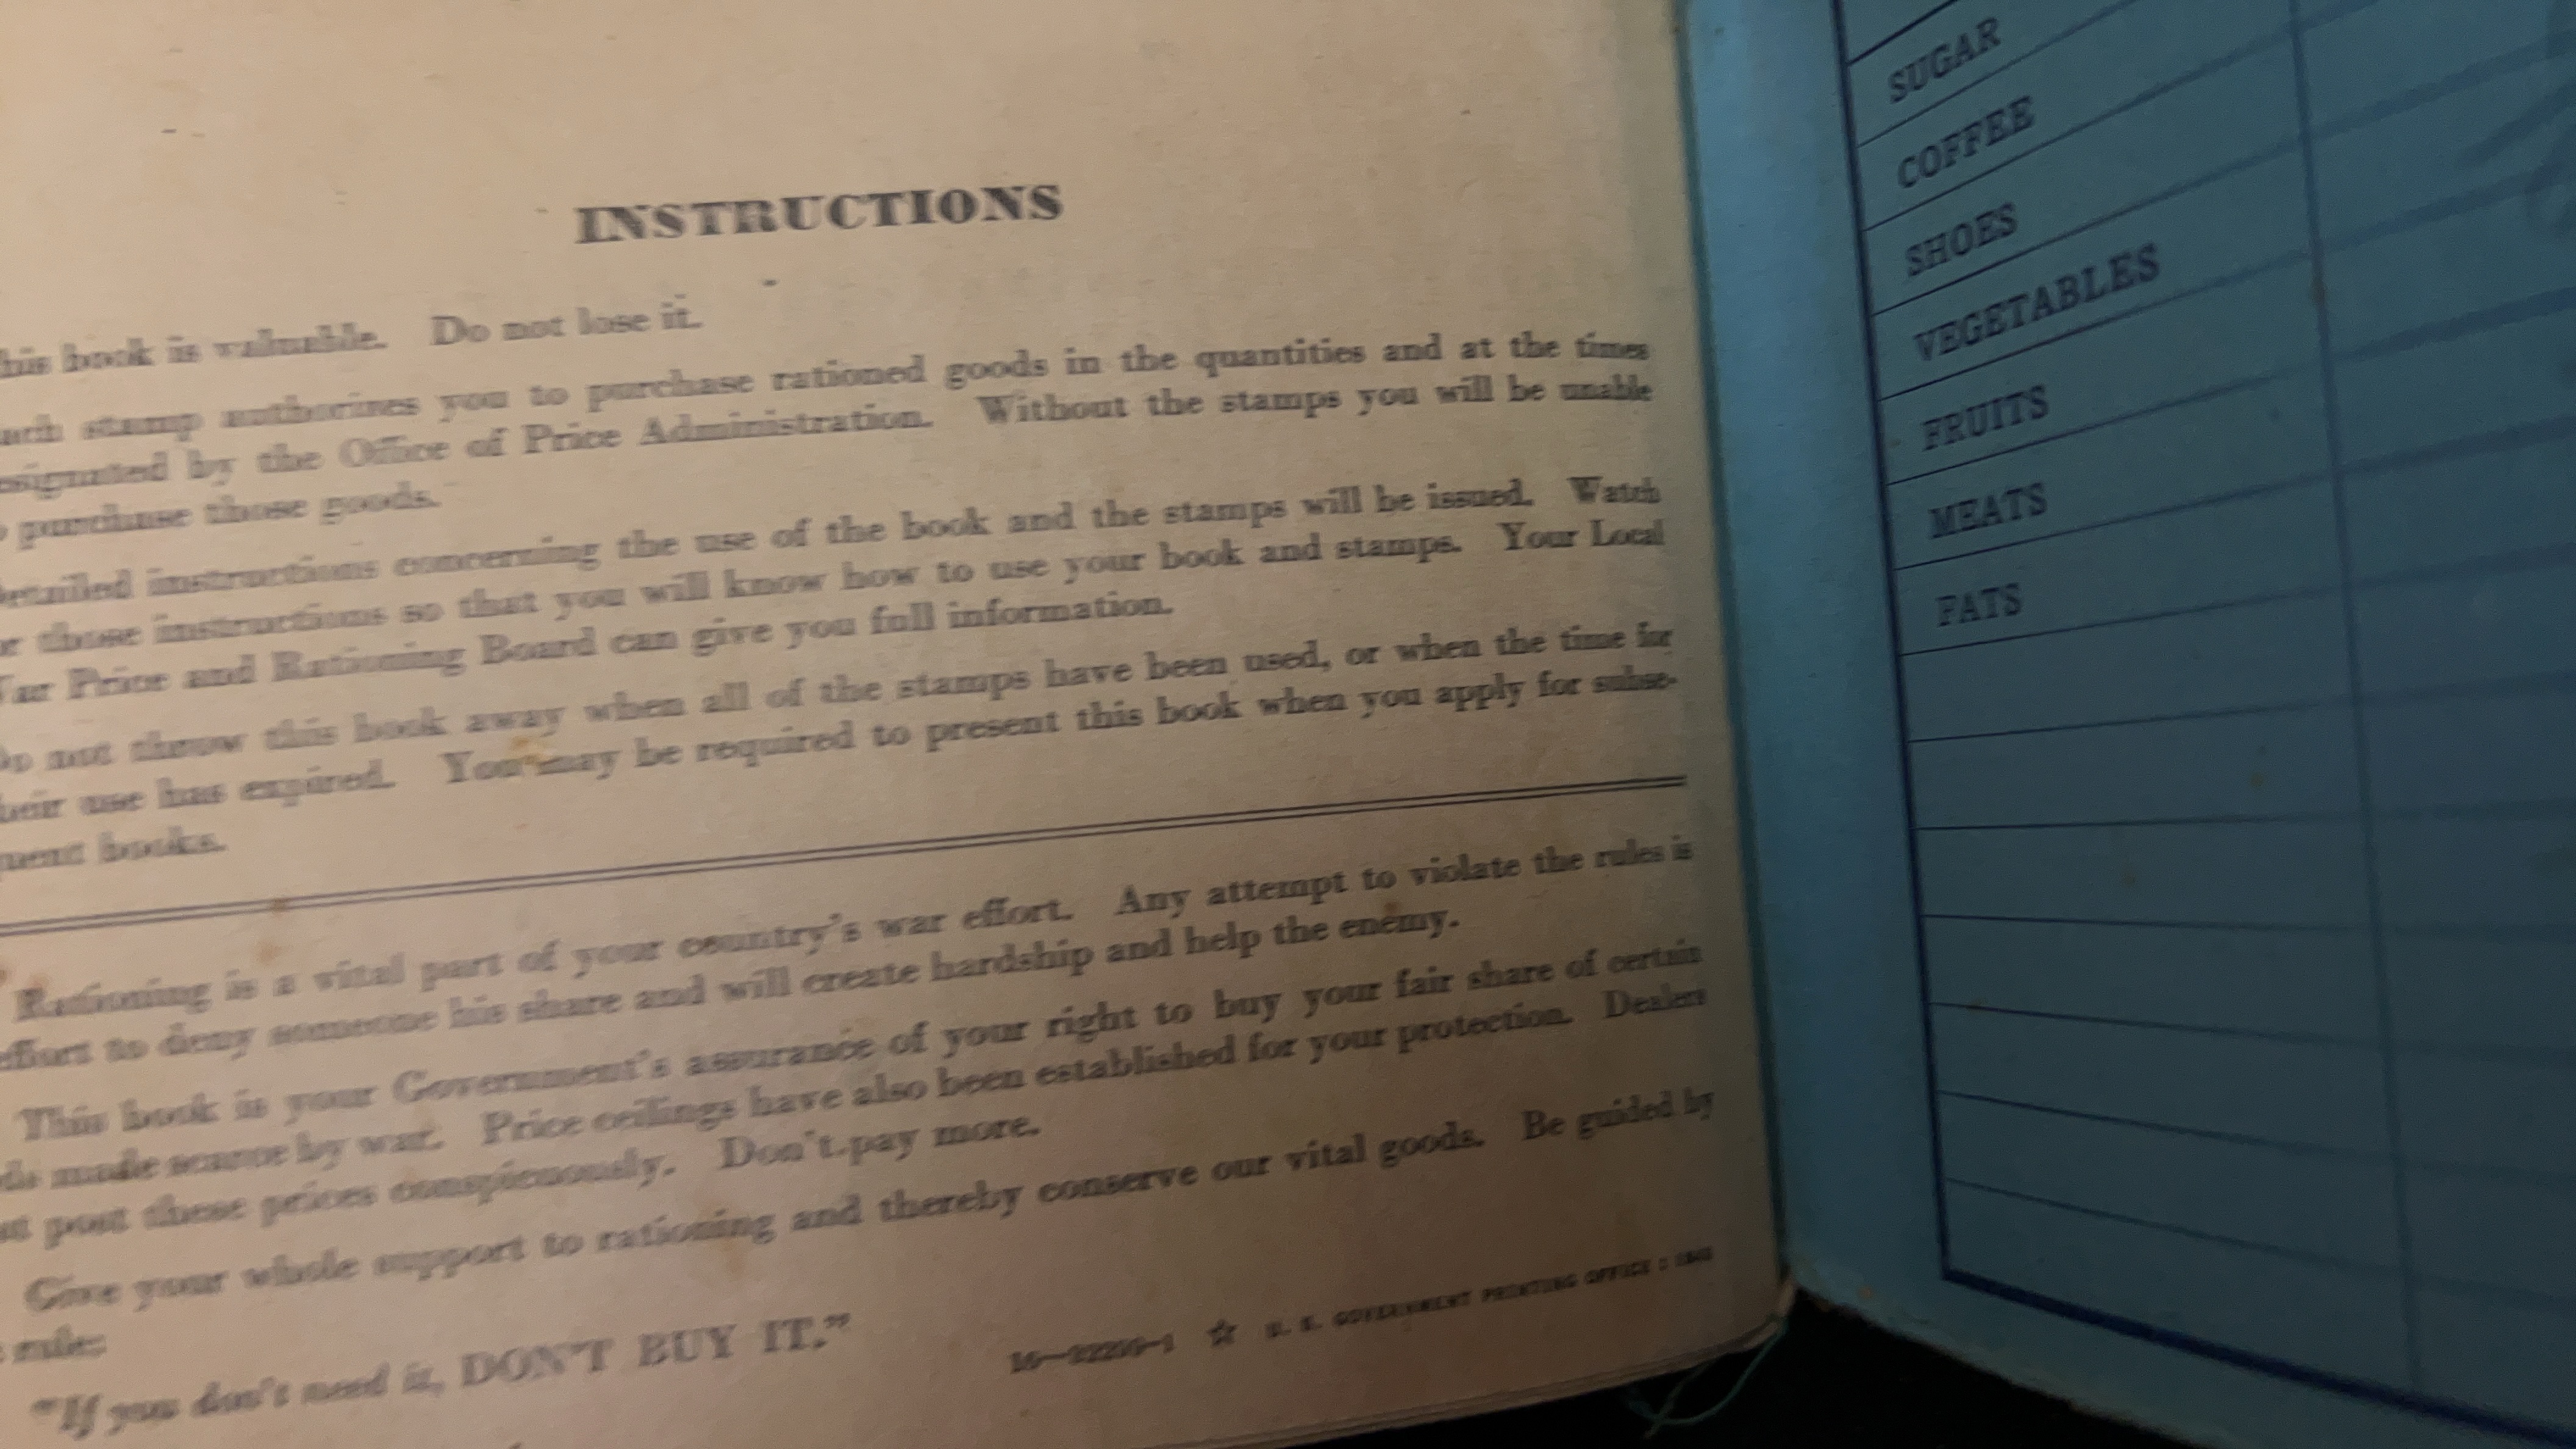 INSTRUCTIONS
his book is valuable. Do not lose it.
ach stamp authorizes you to purchase rationed goods in the quantities and at the times
esignated by the Office of Price Administration. Without the stamps you will be unable
purchase those goods.
etailed instructions concerning the use of the book and the stamps will be issued. Watch
or those instructions so that you will know how to use your book and stamps. Your Local
ar Price and Rationing Board can give you full information.
o not throw this book away when all of the stamps have been used, or when the time for
heir use has expired. You may be required to present this book when you apply for subse-
quent books.
Rationing is a vital part of your country's war effort. Any attempt to violate the rules is
effort to deny someone his share and will create hardship and help the enemy.
This book is your Government's assurance of your right to buy your fair share of certain
ds made scarce by war. Price ceilings have also been established for your protection. Dealers
st post these prices conspicuously. Don't pay more.
Give your whole support to rationing and thereby conserve our vital goods. Be guided by
rule:
"If you don't need it, DON'T BUY IT."
☆ U. S. GOVERNMENT PRINTING OFFICE :
SUGAR
COFFEE
SHOES
VEGETABLES
FRUITS
MEATS
FATS